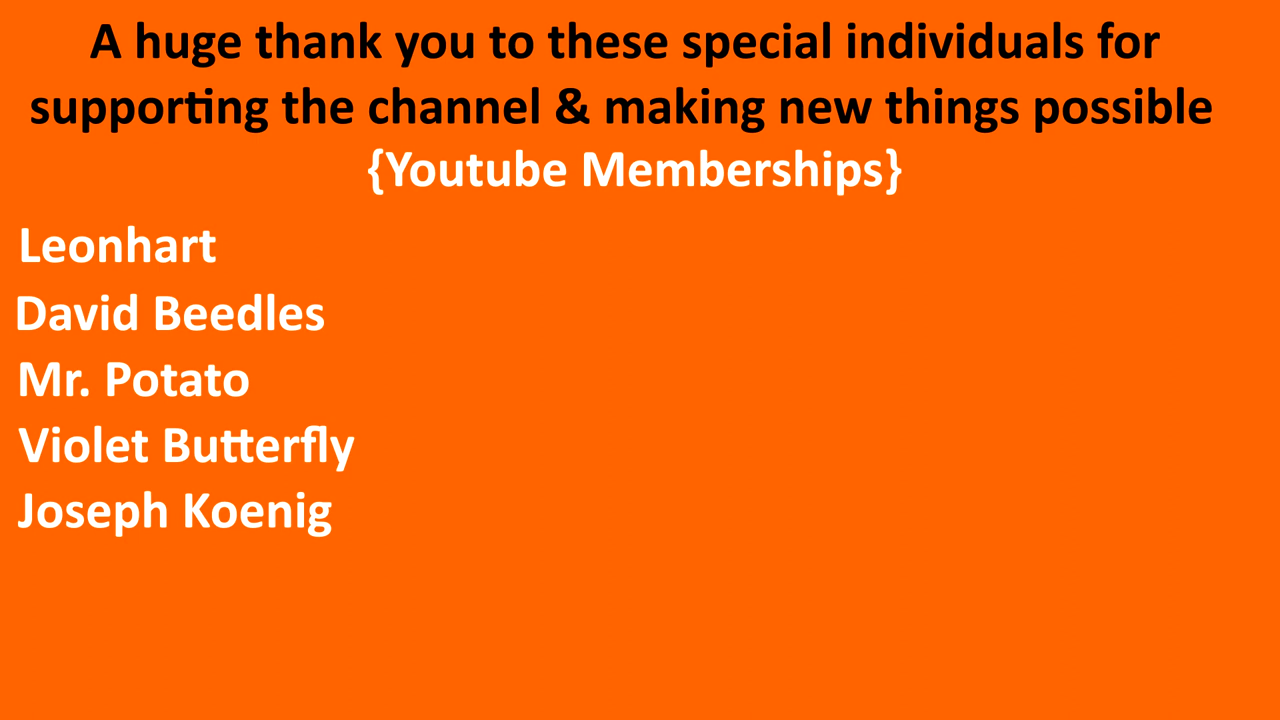 A huge thank you to these special individuals for
supporting the channel & making new things possible
{Youtube Memberships}
Leonhart
David Beedles
Mr. Potato
Violet Butterfly
Joseph Koenig